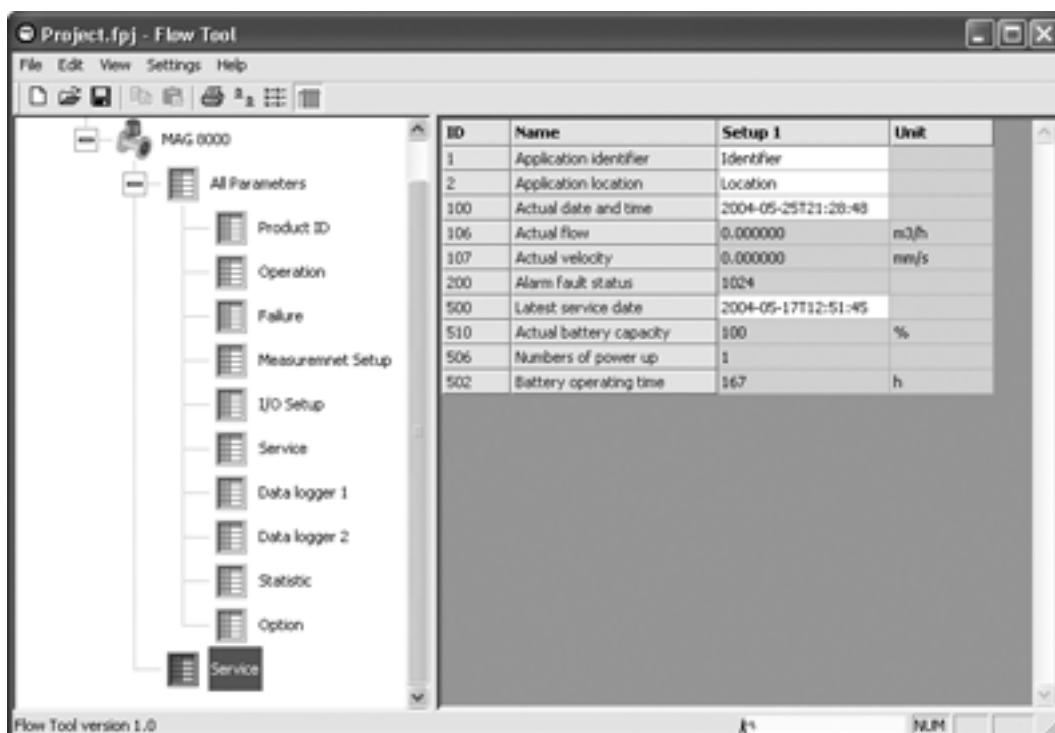 Project.fpj - Flow Tool
File Edit View Settings Help
MAG 8000
All Parameters
Product ID
Operation
Failure
Measuremnet Setup
I/O Setup
Service
Data logger 1
Data logger 2
Statistic
Option
Service
ID Name Setup 1 Unit
1 Application identifier Identifier
2 Application location Location
100 Actual date and time 2004-05-25T21:28:48
106 Actual flow 0.000000 m3/h
107 Actual velocity 0.000000 mm/s
200 Alarm fault status 1024
500 Latest service date 2004-05-17T12:51:45
510 Actual battery capacity 100 %
506 Numbers of power up 1
502 Battery operating time 167 h
Flow Tool version 1.0 NUM